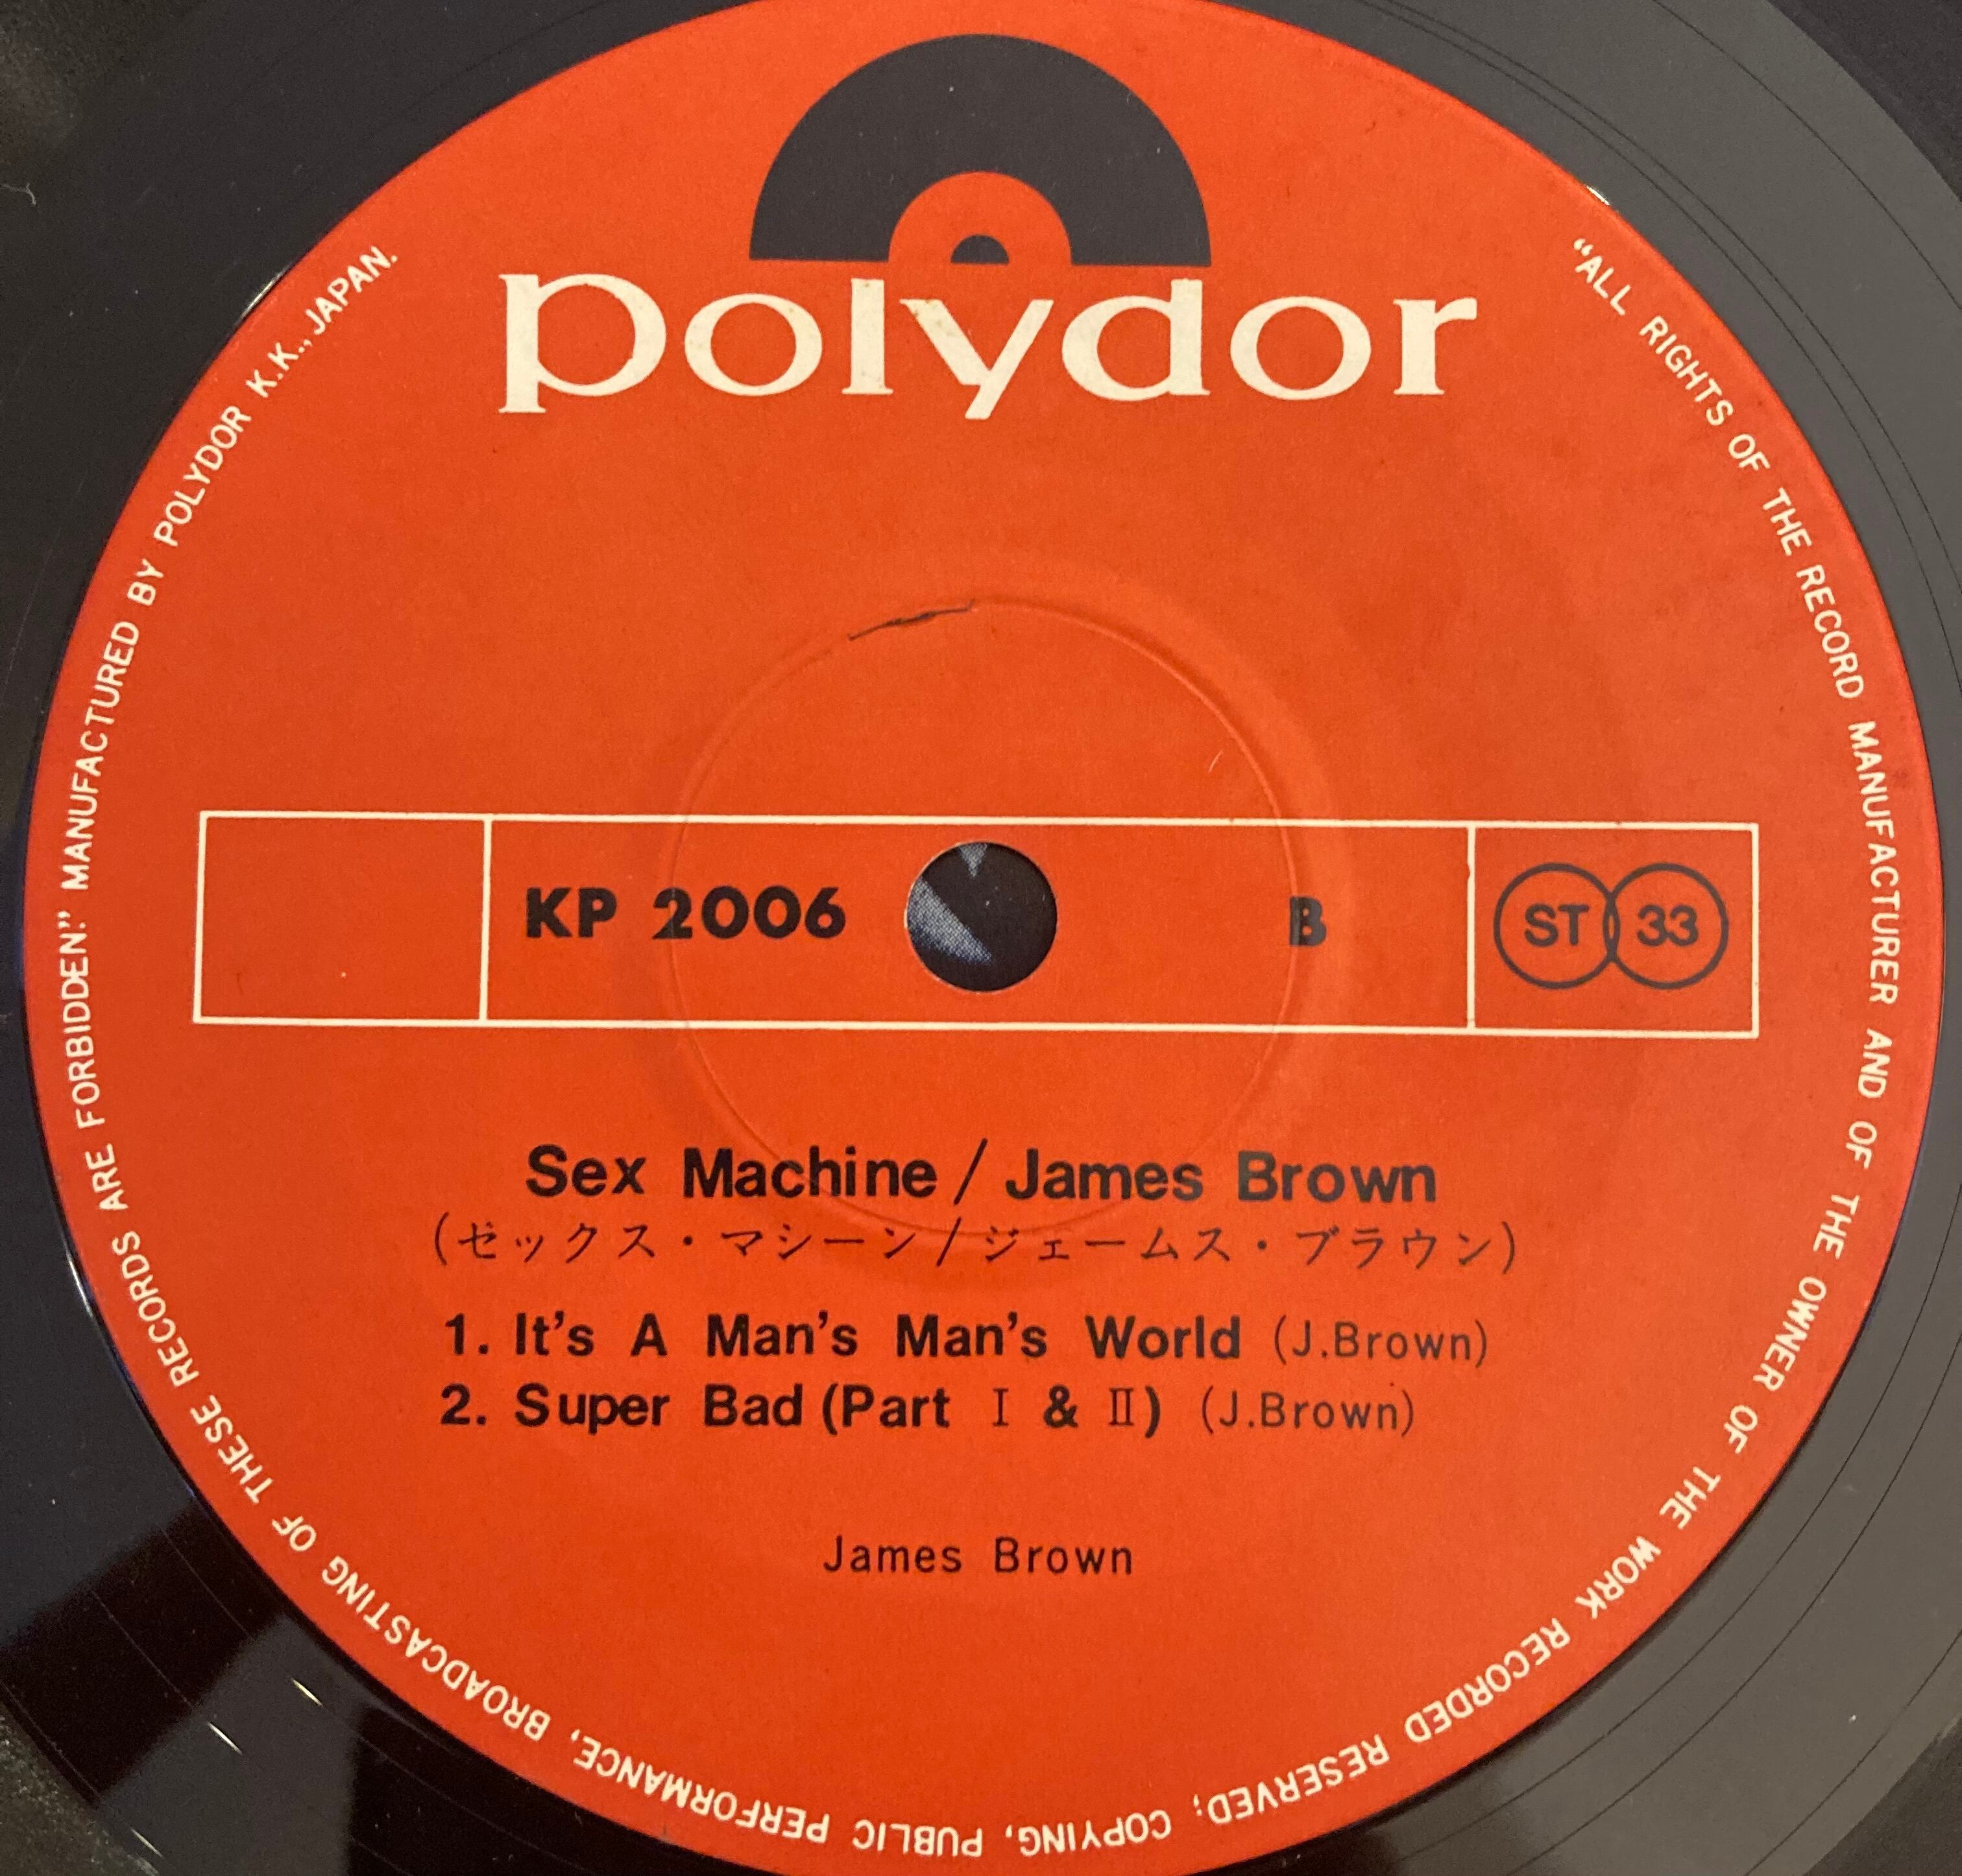 polydor
KP 2006 B ST 33
Sex Machine / James Brown
(ゼックス・マシーン/ジェームス・ブラウン)
1. It's A Man's Man's World (J.Brown)
2. Super Bad (Part I & II) (J.Brown)
James Brown
"ALL RIGHTS OF THE RECORD MANUFACTURER AND OF THE OWNER OF THE WORK RECORDED RESERVED; COPYING, PUBLIC PERFORMANCE, BROADCASTING OF THESE RECORDS ARE FORBIDDEN." MANUFACTURED BY POLYDOR K.K., JAPAN.